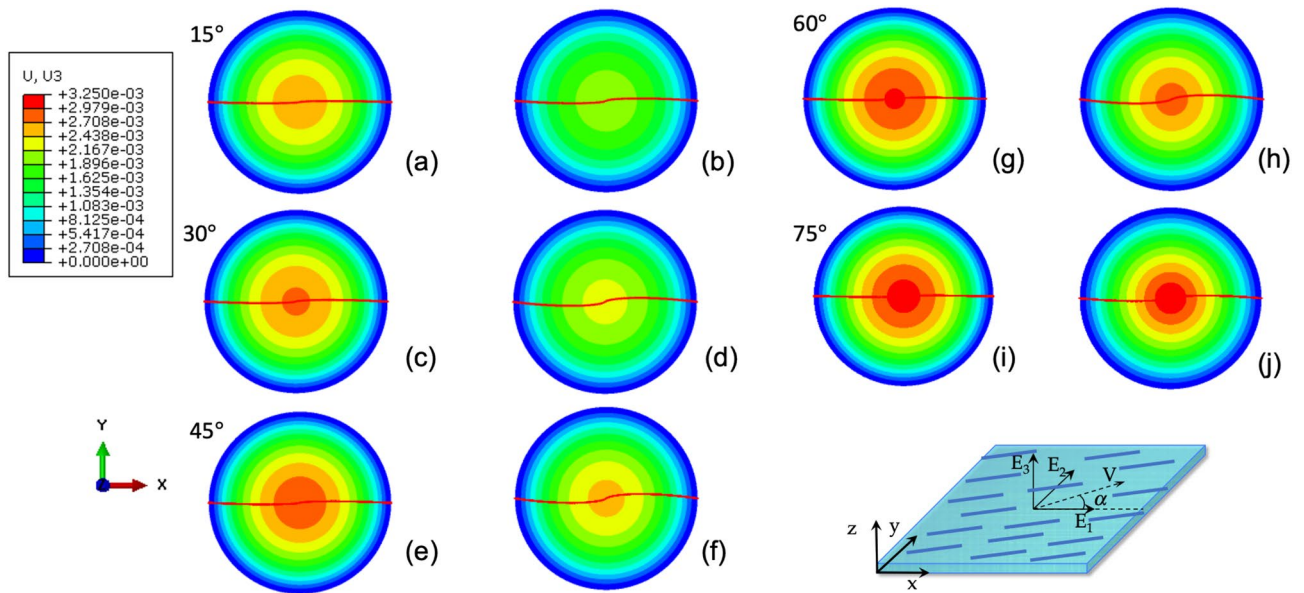 U, U3
+3.250e-03
+2.979e-03
+2.708e-03
+2.438e-03
+2.167e-03
+1.896e-03
+1.625e-03
+1.354e-03
+1.083e-03
+8.125e-04
+5.417e-04
+2.708e-04
+0.000e+00
15°
(a)
(b)
60°
(g)
(h)
30°
(c)
(d)
75°
(i)
(j)
45°
(e)
(f)
Y
X
E3
E2
V
α
E1
z
y
x